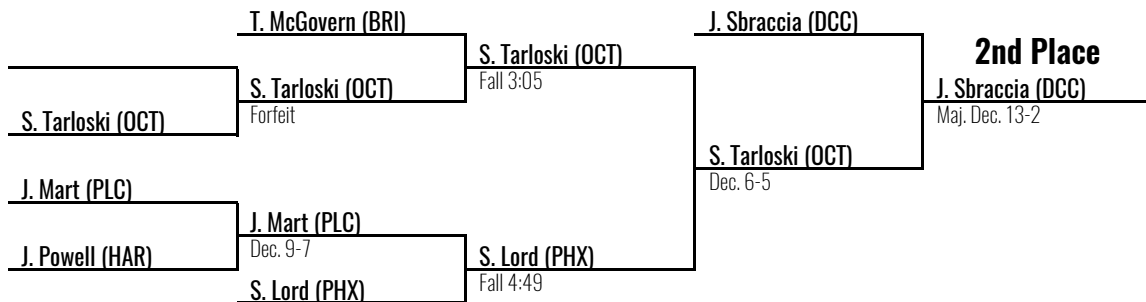 T. McGovern (BRI)
J. Sbraccia (DCC)
2nd Place
S. Tarloski (OCT)
Fall 3:05
S. Tarloski (OCT)
Forfeit
J. Sbraccia (DCC)
Maj. Dec. 13-2
S. Tarloski (OCT)
S. Tarloski (OCT)
Dec. 6-5
J. Mart (PLC)
J. Mart (PLC)
Dec. 9-7
J. Powell (HAR)
S. Lord (PHX)
Fall 4:49
S. Lord (PHX)